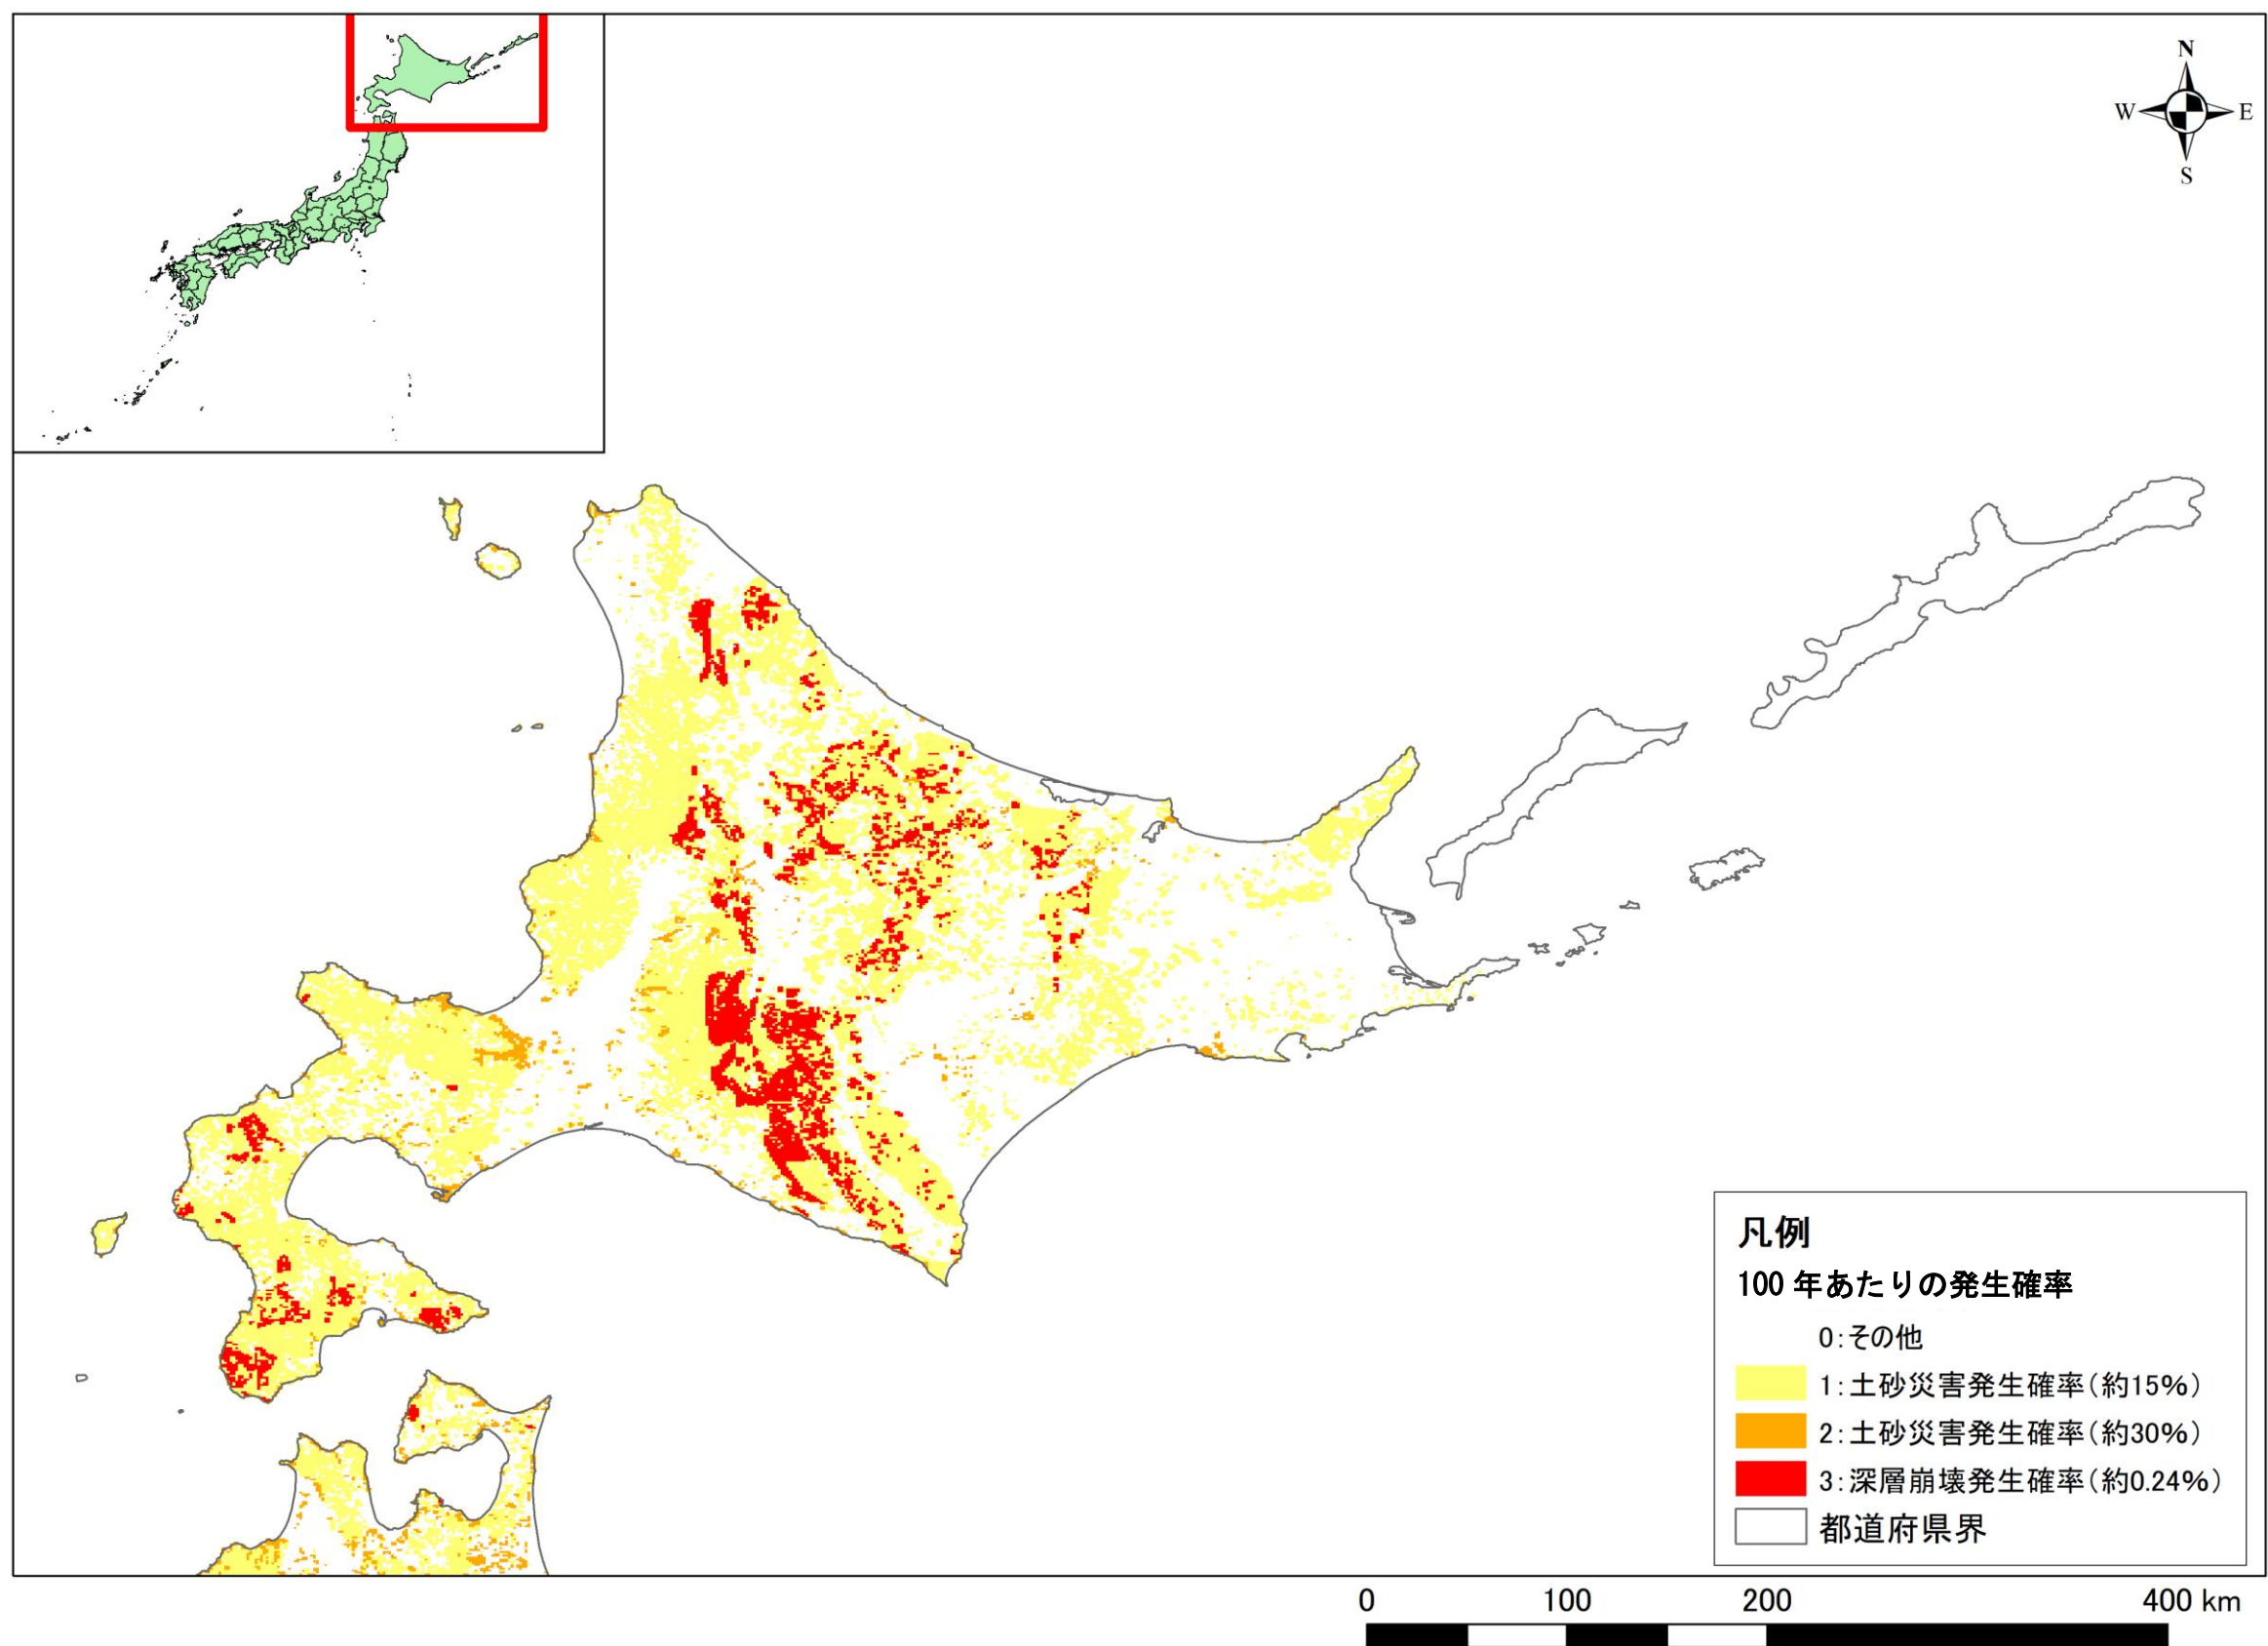 N
W E
S
凡例
100 年あたりの発生確率
0:その他
1:土砂災害発生確率(約15%)
2:土砂災害発生確率(約30%)
3:深層崩壊発生確率(約0.24%)
都道府県界
0 100 200 400 km